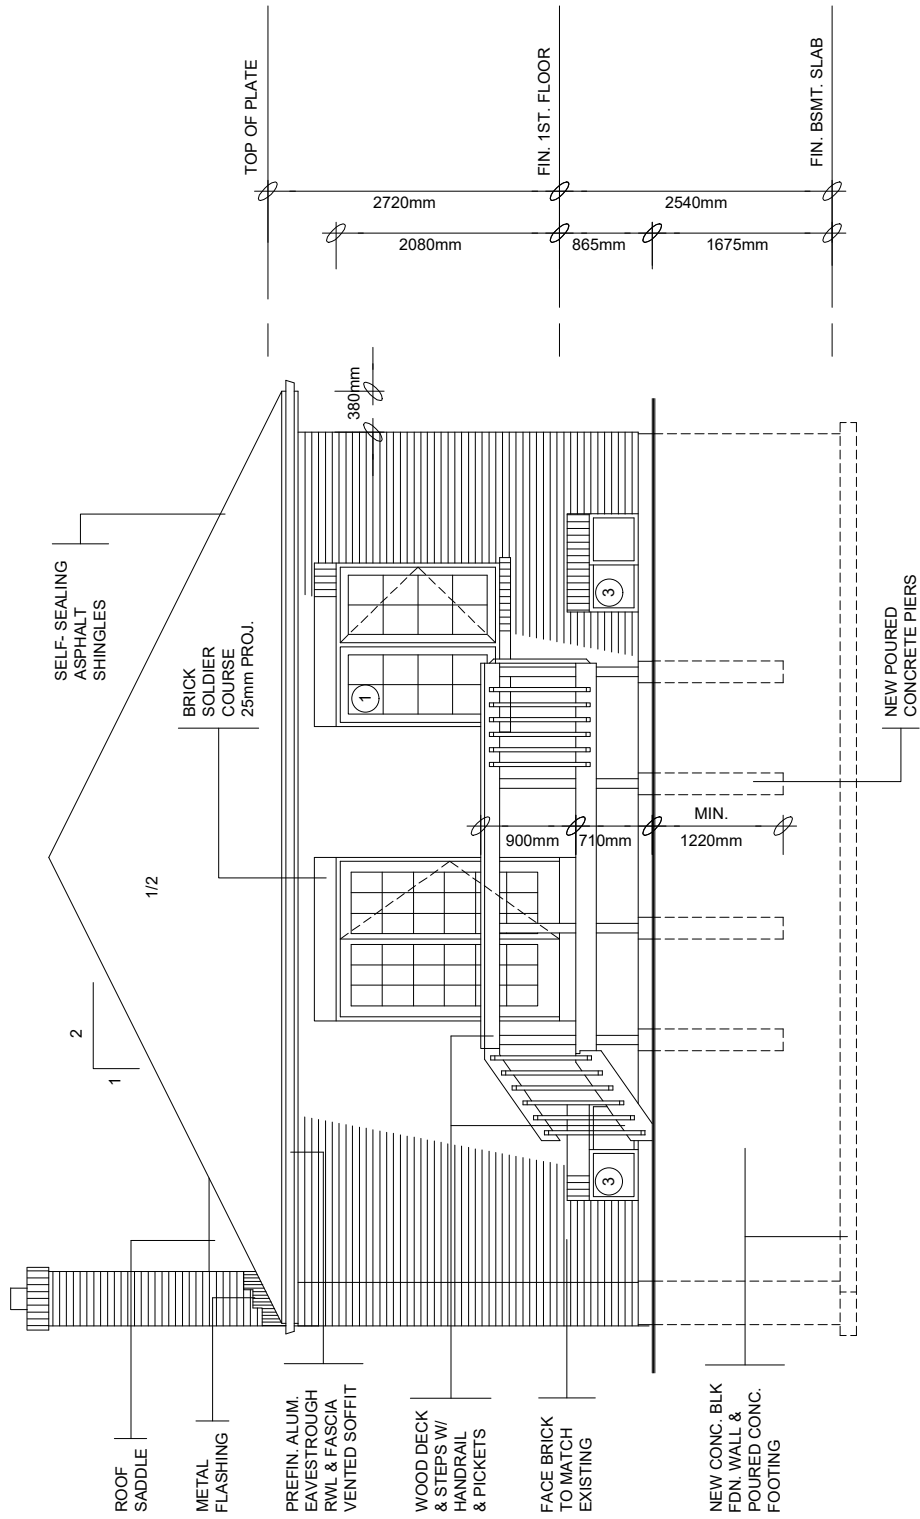 ROOF
SADDLE
METAL
FLASHING
PREFIN. ALUM.
EAVESTROUGH
RWL & FASCIA
VENTED SOFFIT
WOOD DECK
& STEPS W/
HANDRAIL
& PICKETS
FACE BRICK
TO MATCH
EXISTING
NEW CONC. BLK
FDN. WALL &
POURED CONC.
FOOTING
2
1
1/2
BRICK
SOLDIER
COURSE
25mm PROJ.
SELF- SEALING
ASPHALT
SHINGLES
1
3
3
900mm
710mm
MIN.
1220mm
380mm
NEW POURED
CONCRETE PIERS
TOP OF PLATE
2720mm
2080mm
FIN. 1ST. FLOOR
865mm
2540mm
1675mm
FIN. BSMT. SLAB